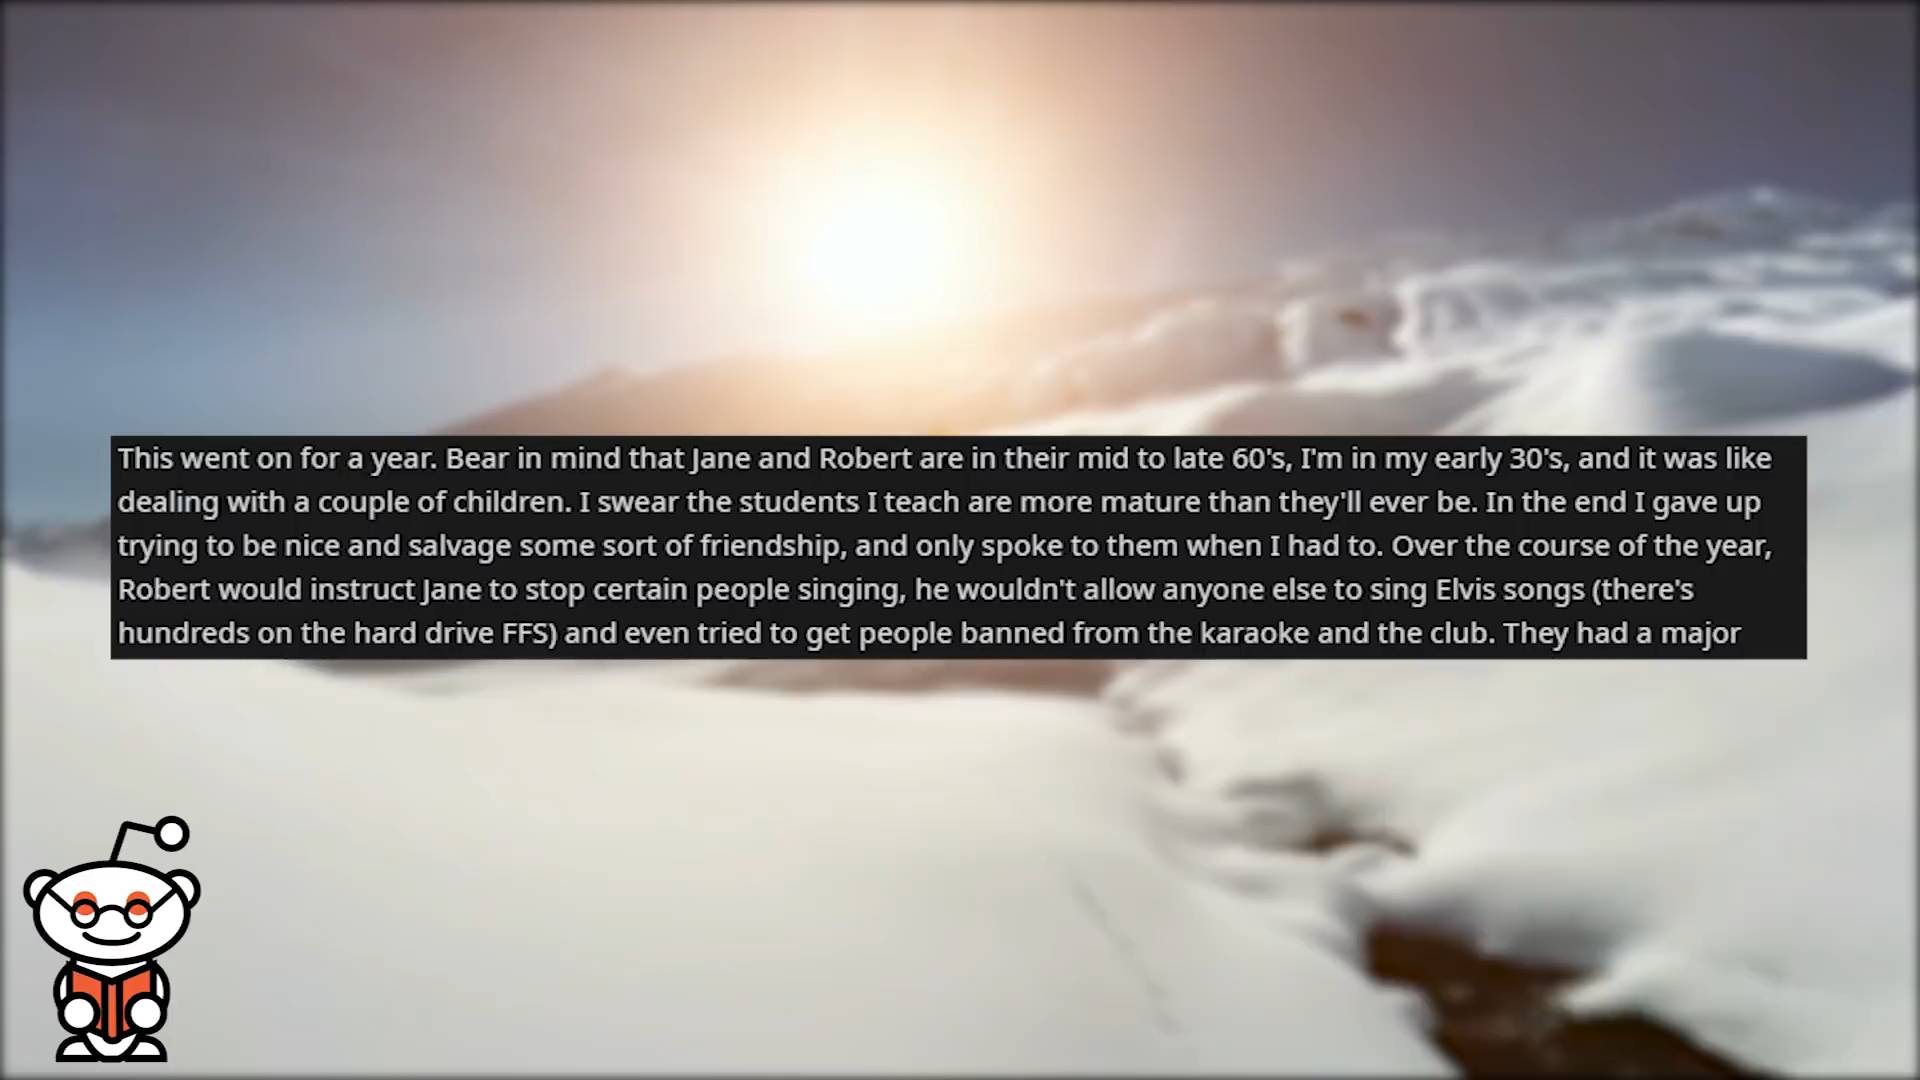 This went on for a year. Bear in mind that Jane and Robert are in their mid to late 60's, I'm in my early 30's, and it was like
dealing with a couple of children. I swear the students I teach are more mature than they'll ever be. In the end I gave up
trying to be nice and salvage some sort of friendship, and only spoke to them when I had to. Over the course of the year,
Robert would instruct Jane to stop certain people singing, he wouldn't allow anyone else to sing Elvis songs (there's
hundreds on the hard drive FFS) and even tried to get people banned from the karaoke and the club. They had a major